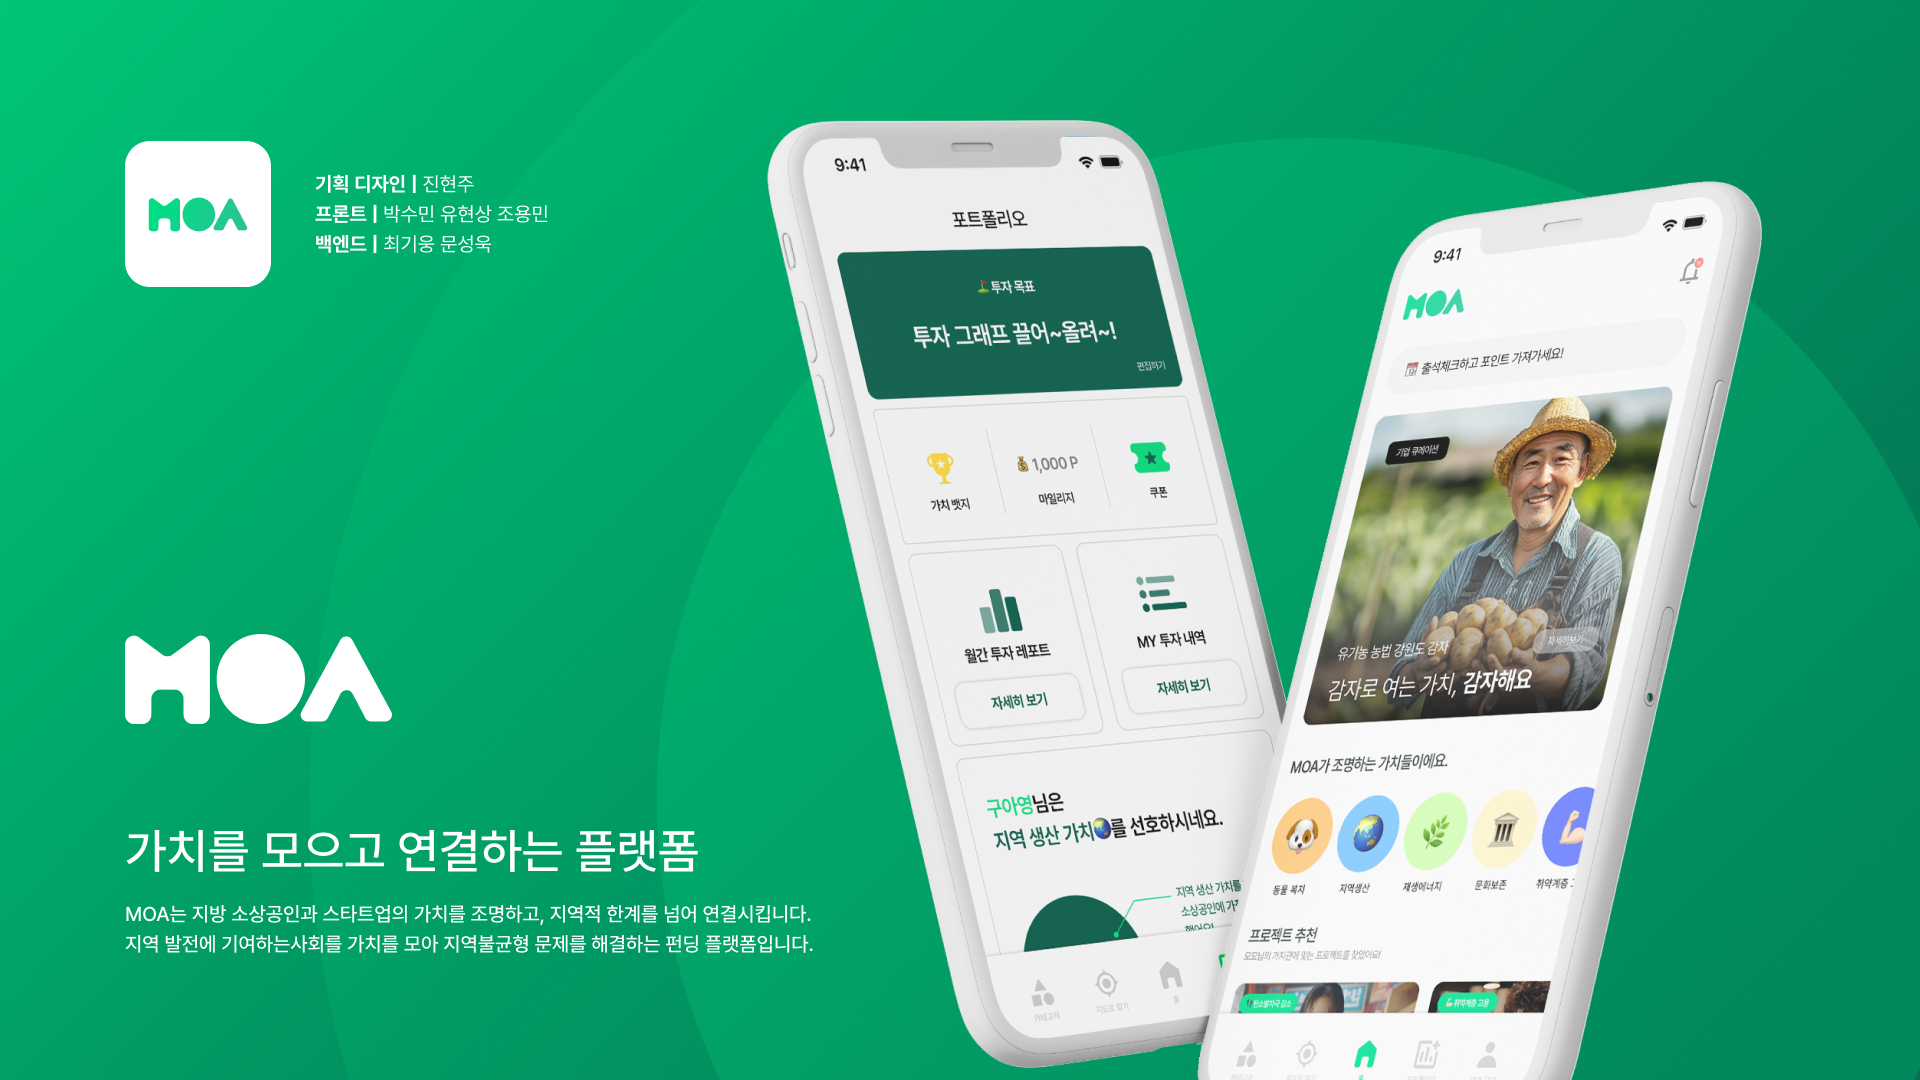 MOA
기획 디자인 | 진현주
프론트 | 박수민 유현상 조용민
백엔드 | 최기웅 문성욱
MOA
가치를 모으고 연결하는 플랫폼
MOA는 지방 소상공인과 스타트업의 가치를 조명하고, 지역적 한계를 넘어 연결시킵니다.
지역 발전에 기여하는사회를 가치를 모아 지역불균형 문제를 해결하는 펀딩 플랫폼입니다.
9:41
포트폴리오
투자 목표
투자 그래프 끌어~올려~!
편집하기
1,000 P
가치 뱃지
마일리지
쿠폰
월간 투자 레포트
MY 투자 내역
자세히 보기
자세히 보기
구아영님은
지역 생산 가치를 선호하시네요.
지역 생산 가치를
소상공인에
카테고리
지도로 찾기
홈
9:41
MOA
출석체크하고 포인트 가져가세요!
기업 큐레이션
유기농 농법 강원도 감자
자세히보기
감자로 여는 가치, 감자해요
MOA가 조명하는 가치들이에요.
동물 복지
지역생산
재생에너지
문화보존
취약계층
프로젝트 추천
모모님의 가치관에 맞는 프로젝트를 찾았어요!
탄소발자국 감소
취약계층 고용